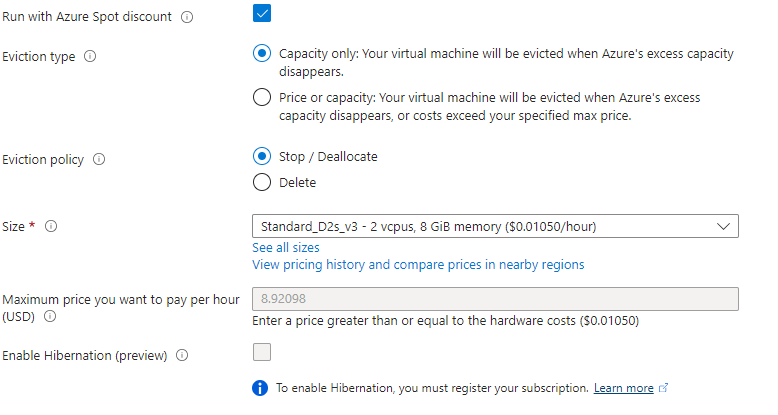 Run with Azure Spot discount
Eviction type
Capacity only: Your virtual machine will be evicted when Azure's excess capacity
disappears.
Price or capacity: Your virtual machine will be evicted when Azure's excess
capacity disappears, or costs exceed your specified max price.
Eviction policy
Stop / Deallocate
Delete
Size *
Standard_D2s_v3 - 2 vcpus, 8 GiB memory ($0.01050/hour)
See all sizes
View pricing history and compare prices in nearby regions
Maximum price you want to pay per hour
(USD)
8.92098
Enter a price greater than or equal to the hardware costs ($0.01050)
Enable Hibernation (preview)
To enable Hibernation, you must register your subscription. Learn more